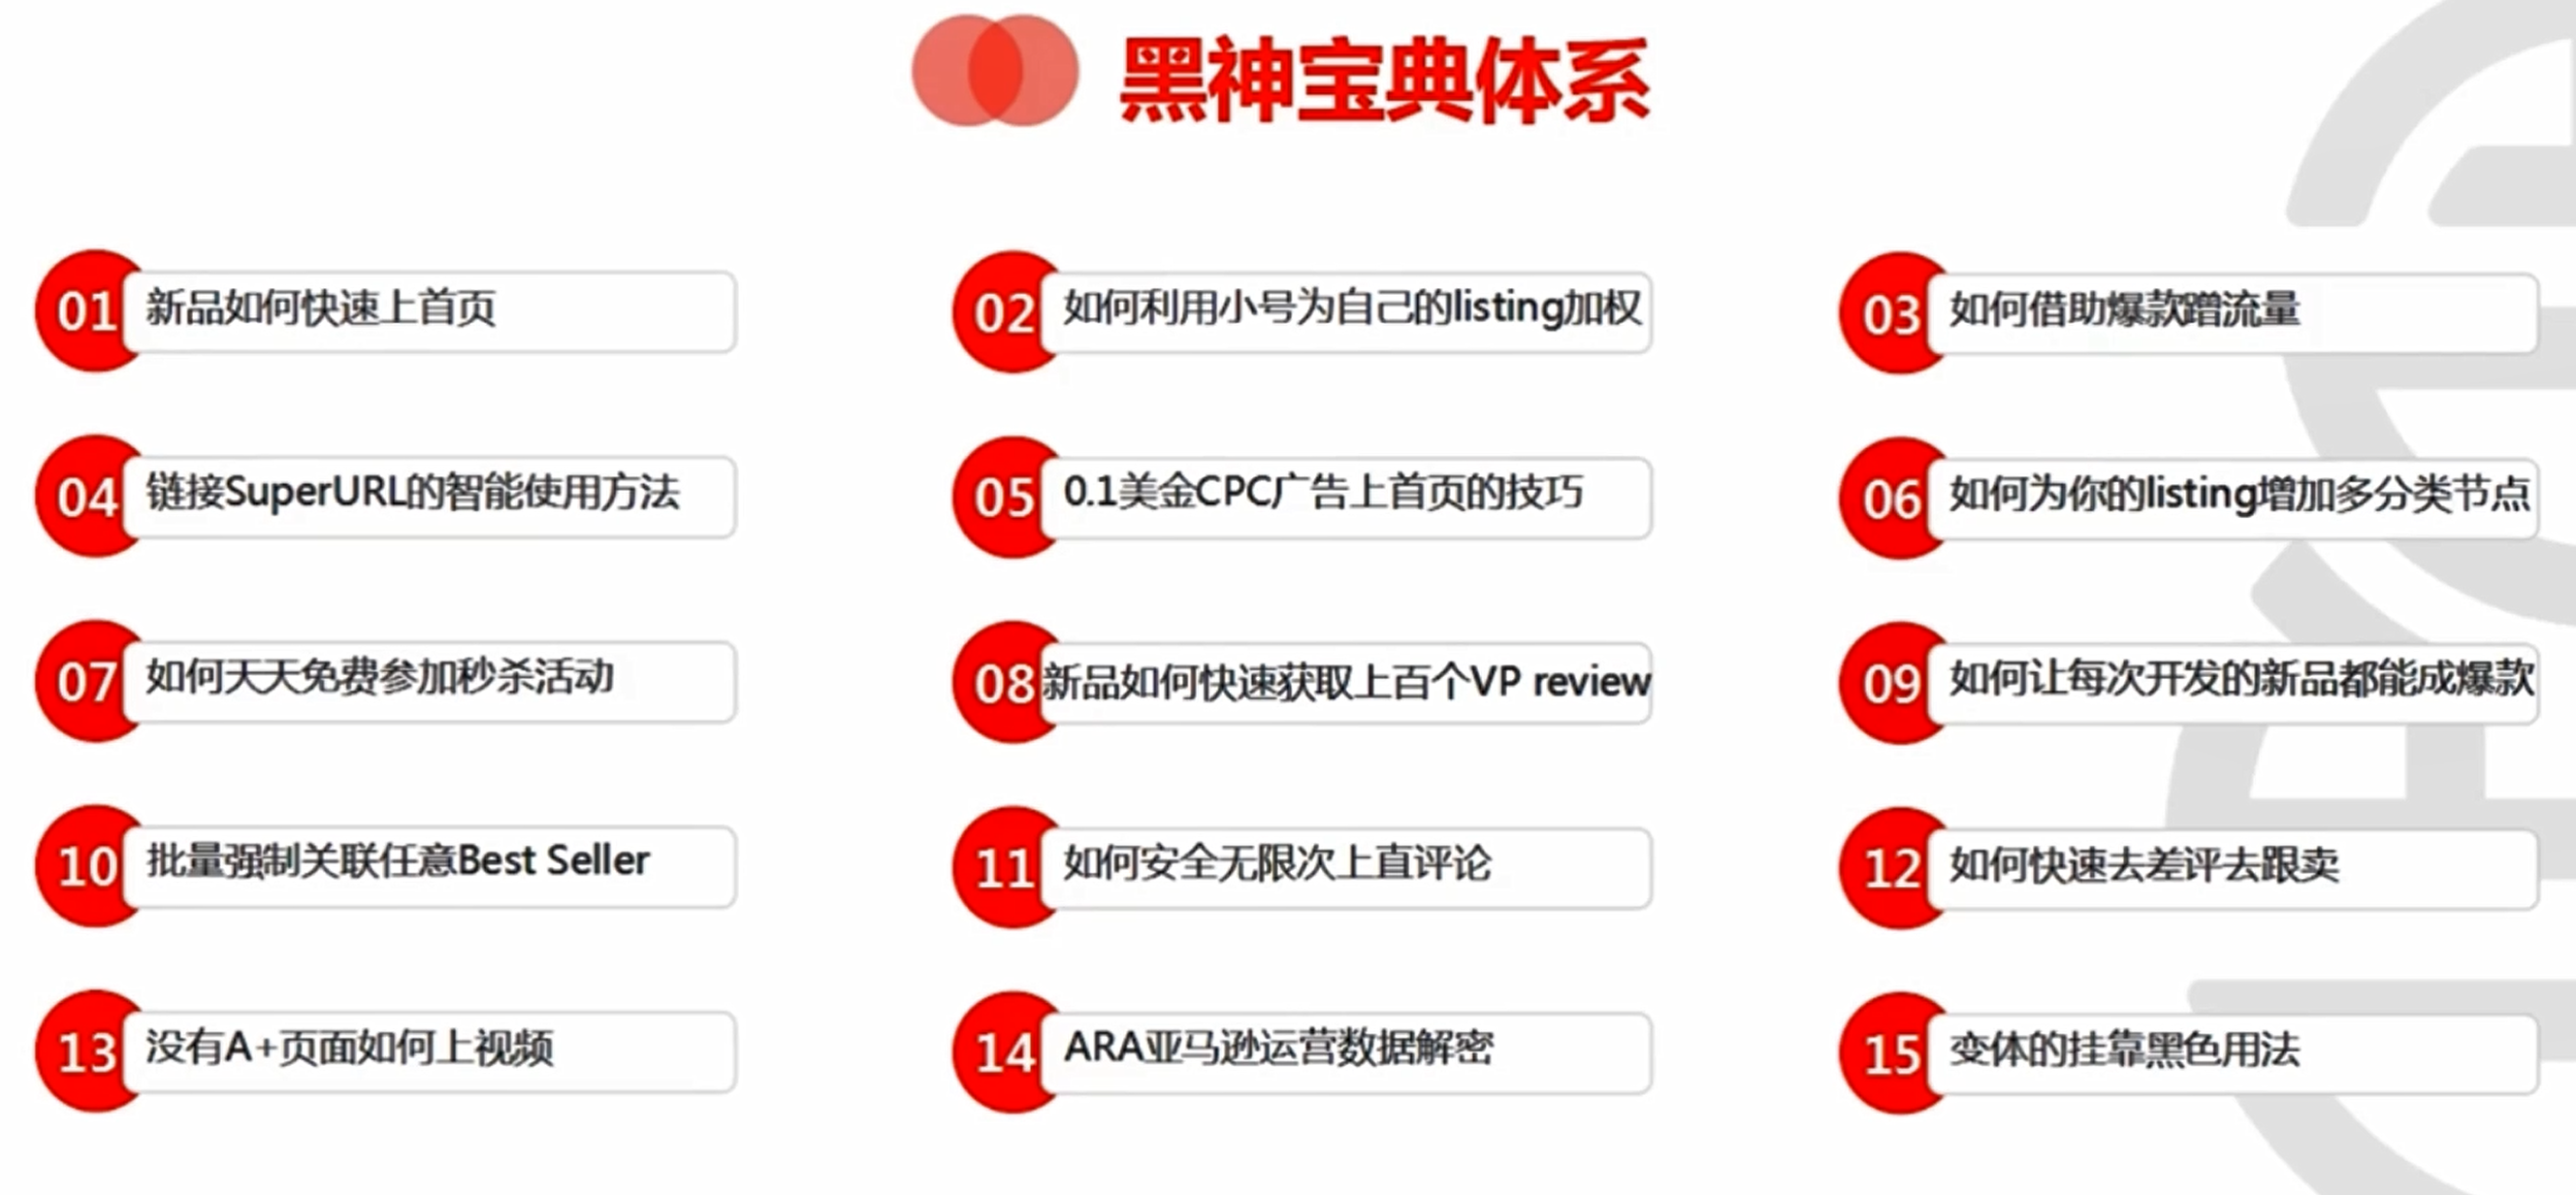 黑神宝典体系
01 新品如何快速上首页
02 如何利用小号为自己的listing加权
03 如何借助爆款蹭流量
04 链接SuperURL的智能使用方法
05 0.1美金CPC广告上首页的技巧
06 如何为你的listing增加多分类节点
07 如何天天免费参加秒杀活动
08 新品如何快速获取上百个VP review
09 如何让每次开发的新品都能成爆款
10 批量强制关联任意Best Seller
11 如何安全无限次上直评论
12 如何快速去差评去跟卖
13 没有A+页面如何上视频
14 ARA亚马逊运营数据解密
15 变体的挂靠黑色用法